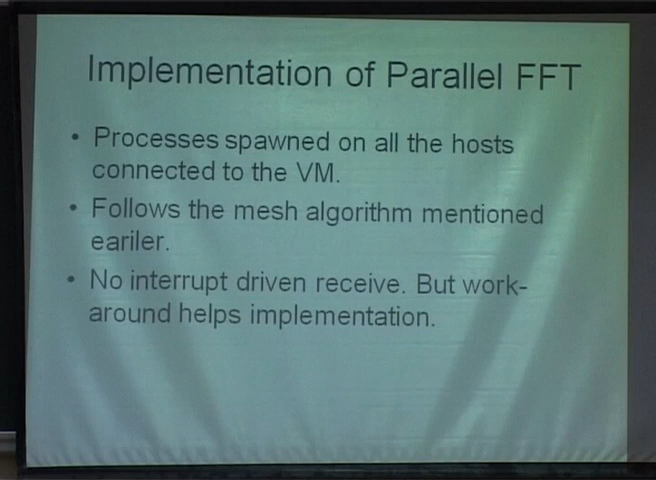 Implementation of Parallel FFT
• Processes spawned on all the hosts
connected to the VM.
• Follows the mesh algorithm mentioned
eariler.
• No interrupt driven receive. But work-
around helps implementation.